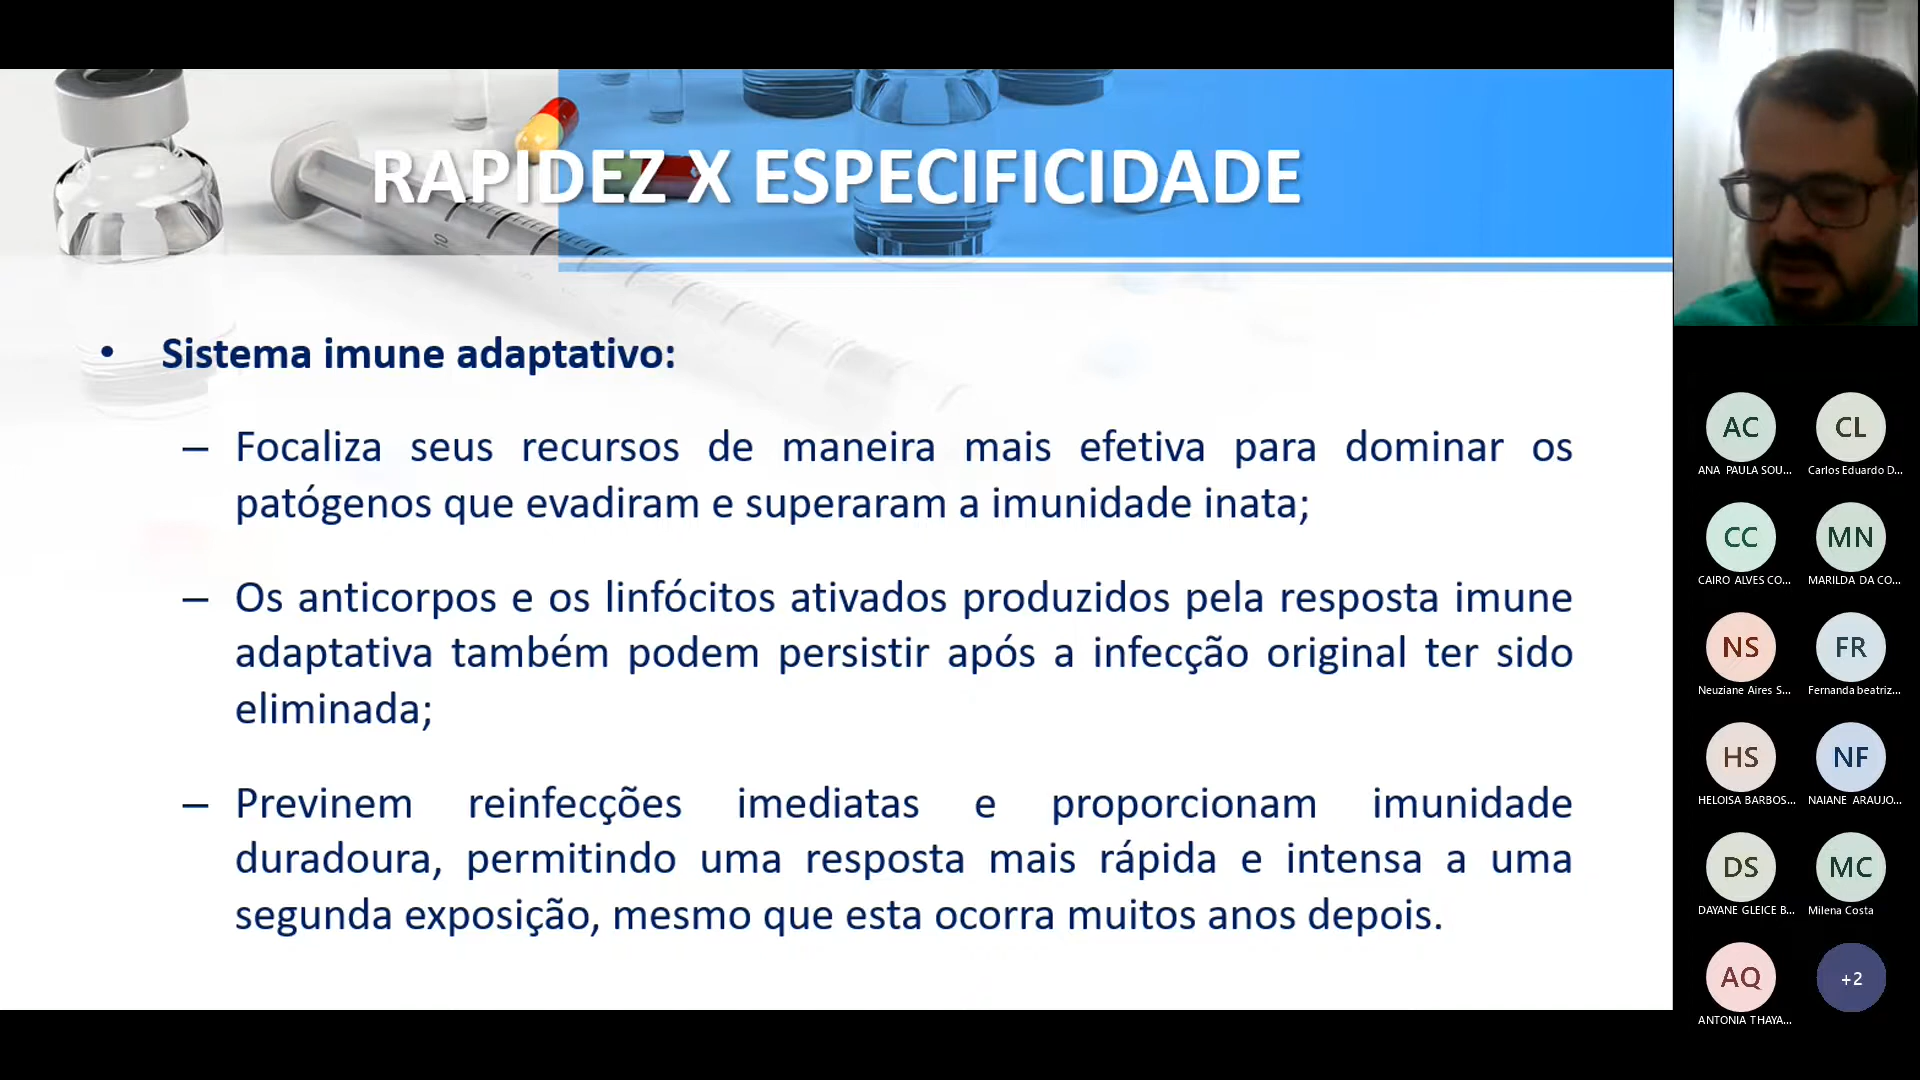 RAPIDEZ X ESPECIFICIDADE
• Sistema imune adaptativo:
– Focaliza seus recursos de maneira mais efetiva para dominar os
patógenos que evadiram e superaram a imunidade inata;
– Os anticorpos e os linfócitos ativados produzidos pela resposta imune
adaptativa também podem persistir após a infecção original ter sido
eliminada;
– Previnem reinfecções imediatas e proporcionam imunidade
duradoura, permitindo uma resposta mais rápida e intensa a uma
segunda exposição, mesmo que esta ocorra muitos anos depois.
10
AC
ANA PAULA SOU...
CL
Carlos Eduardo D...
CC
CAIRO ALVES CO...
MN
MARILDA DA CO...
NS
Neuziane Aires S...
FR
Fernanda beatriz...
HS
HELOISA BARBOS...
NF
NAIANE ARAUJO...
DS
DAYANE GLEICE B...
MC
Milena Costa
AQ
ANTONIA THAYA...
+2